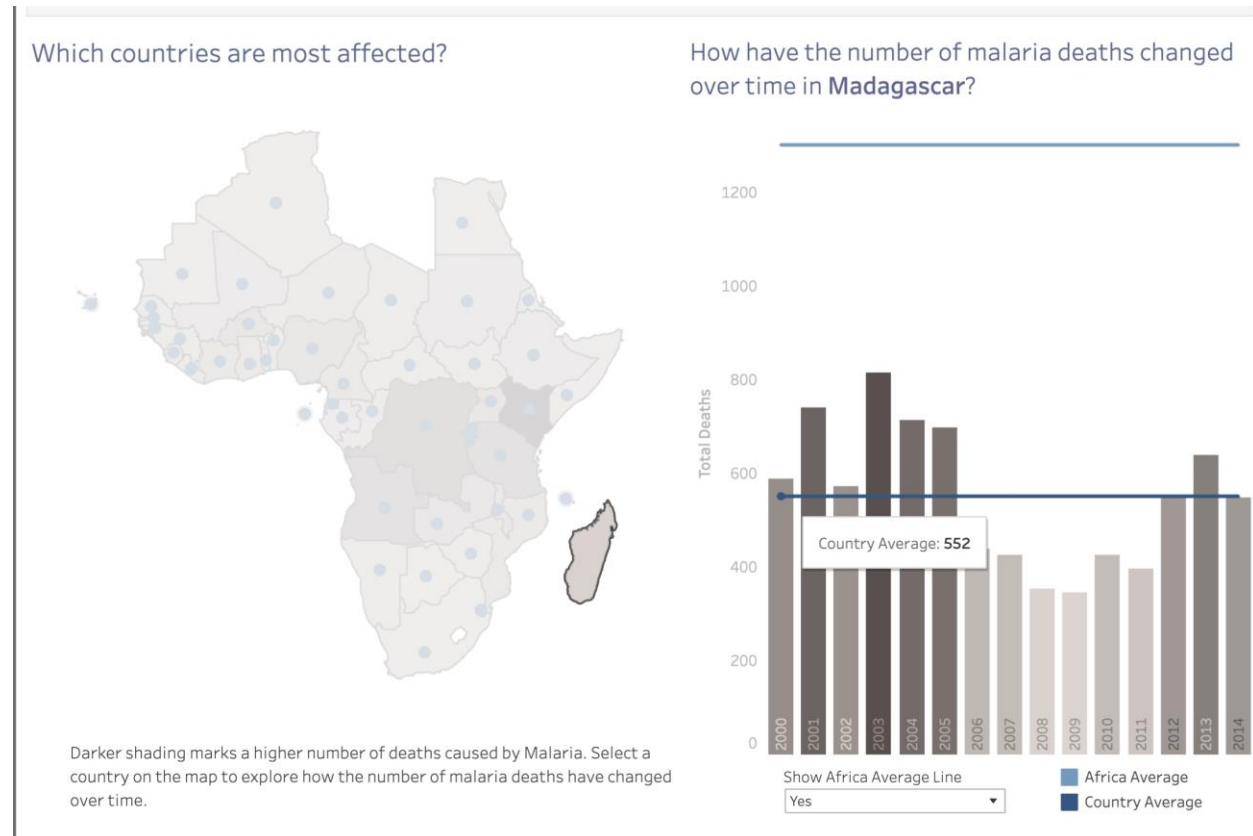 Which countries are most affected?
Darker shading marks a higher number of deaths caused by Malaria. Select a
country on the map to explore how the number of malaria deaths have changed
over time.
How have the number of malaria deaths changed
over time in Madagascar?
1200
1000
800
600
400
200
0
Total Deaths
Country Average: 552
2000
2001
2002
2003
2004
2005
2006
2007
2008
2009
2010
2011
2012
2013
2014
Show Africa Average Line
Yes
Africa Average
Country Average